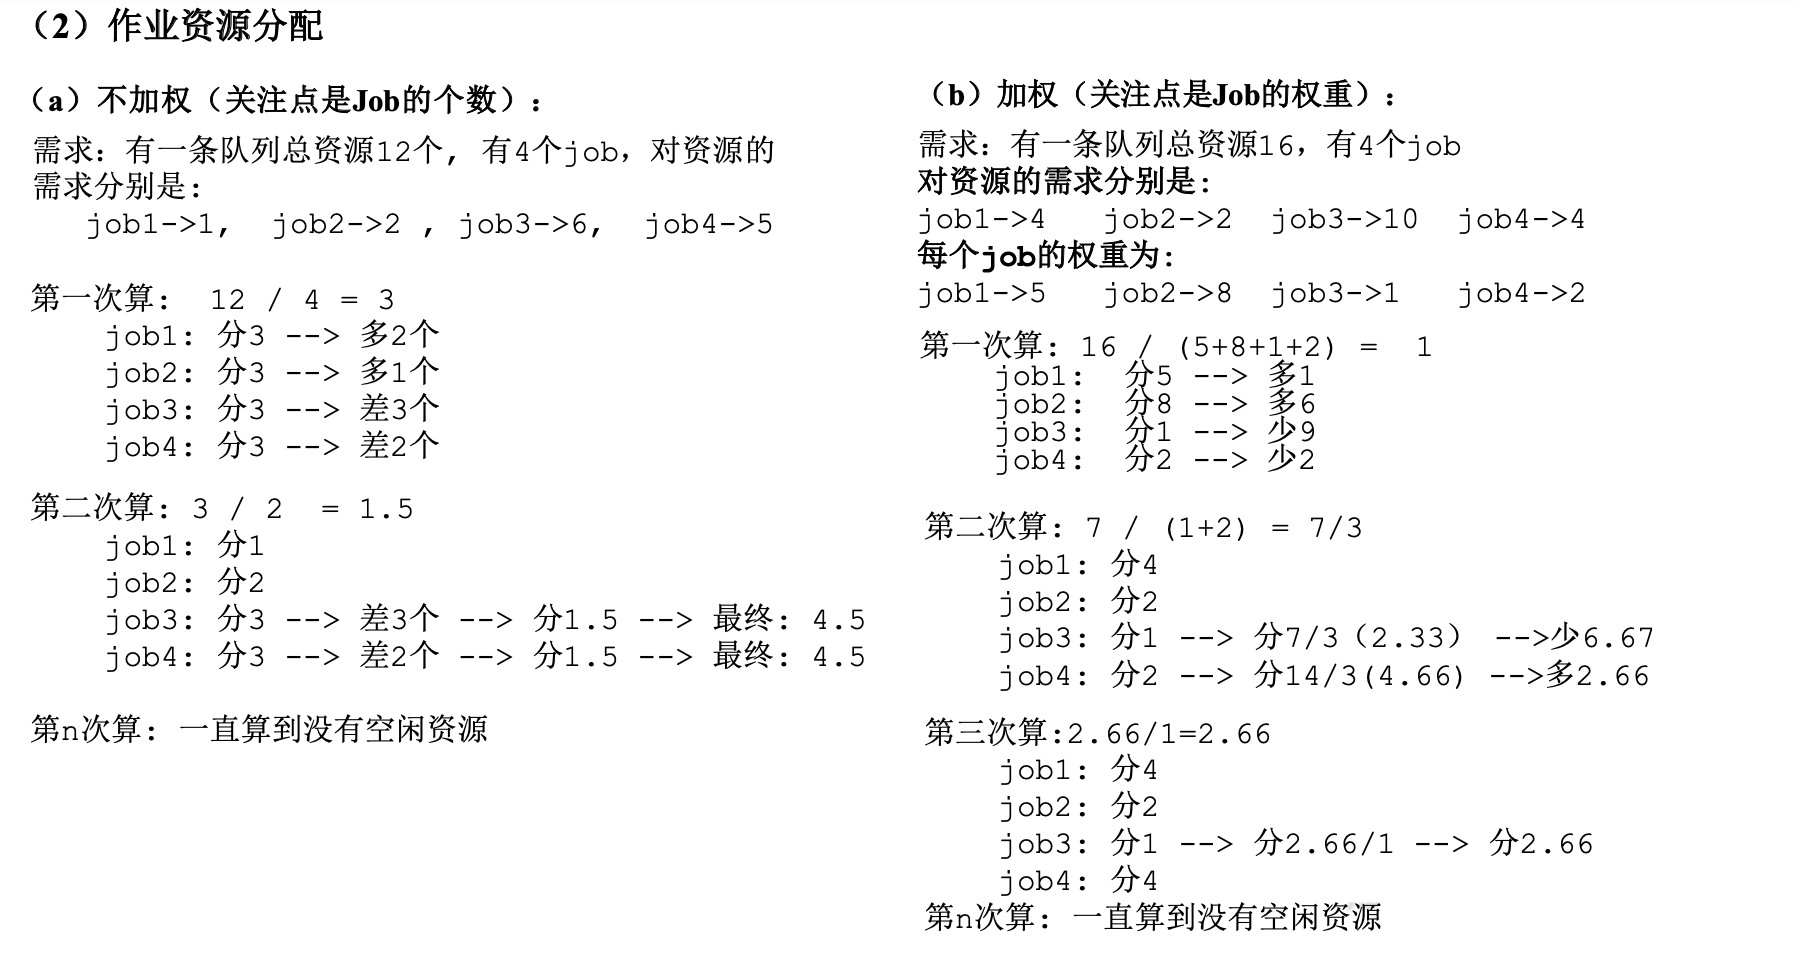 （2）作业资源分配
（a）不加权（关注点是Job的个数）：
需求：有一条队列总资源12个, 有4个job，对资源的
需求分别是:
job1->1,  job2->2 , job3->6,  job4->5
第一次算:  12 / 4 = 3
job1: 分3 --> 多2个
job2: 分3 --> 多1个
job3: 分3 --> 差3个
job4: 分3 --> 差2个
第二次算: 3 / 2  = 1.5
job1: 分1
job2: 分2
job3: 分3 --> 差3个 --> 分1.5 --> 最终: 4.5
job4: 分3 --> 差2个 --> 分1.5 --> 最终: 4.5
第n次算: 一直算到没有空闲资源
（b）加权（关注点是Job的权重）：
需求：有一条队列总资源16，有4个job
对资源的需求分别是:
job1->4   job2->2  job3->10  job4->4
每个job的权重为:
job1->5   job2->8  job3->1   job4->2
第一次算: 16 / (5+8+1+2) =  1
job1:  分5 --> 多1
job2:  分8 --> 多6
job3:  分1 --> 少9
job4:  分2 --> 少2
第二次算: 7 / (1+2) = 7/3
job1: 分4
job2: 分2
job3: 分1 --> 分7/3（2.33） -->少6.67
job4: 分2 --> 分14/3(4.66) -->多2.66
第三次算:2.66/1=2.66
job1: 分4
job2: 分2
job3: 分1 --> 分2.66/1 --> 分2.66
job4: 分4
第n次算: 一直算到没有空闲资源